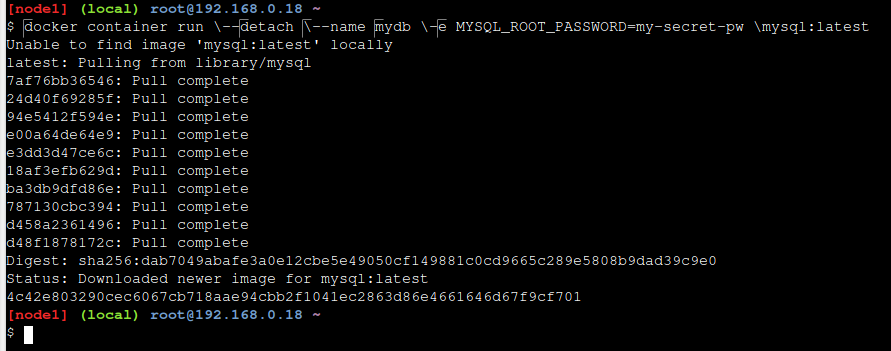 [node1] (local) root@192.168.0.18 ~
$ docker container run \--detach \--name mydb \-e MYSQL_ROOT_PASSWORD=my-secret-pw \mysql:latest
Unable to find image 'mysql:latest' locally
latest: Pulling from library/mysql
7af76bb36546: Pull complete
24d40f69285f: Pull complete
94e5412f594e: Pull complete
e00a64de64e9: Pull complete
e3dd3d47ce6c: Pull complete
18af3efb629d: Pull complete
ba3db9dfd86e: Pull complete
787130cbc394: Pull complete
d458a2361496: Pull complete
d48f1878172c: Pull complete
Digest: sha256:dab7049abafe3a0e12cbe5e49050cf149881c0cd9665c289e5808b9dad39c9e0
Status: Downloaded newer image for mysql:latest
4c42e803290cec6067cb718aae94cbb2f1041ec2863d86e4661646d67f9cf701
[node1] (local) root@192.168.0.18 ~
$